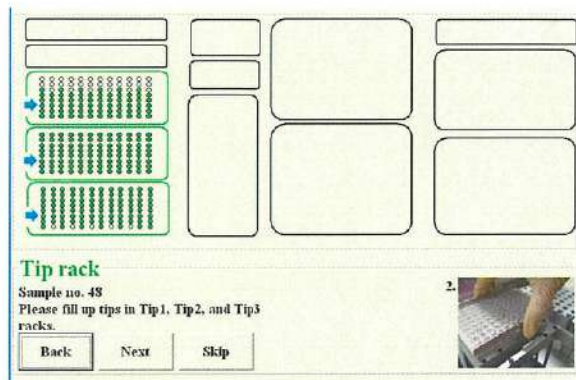 Tip rack
Sample no. 48
Please fill up tips in Tip1, Tip2, and Tip3
racks.
2.
Back
Next
Skip